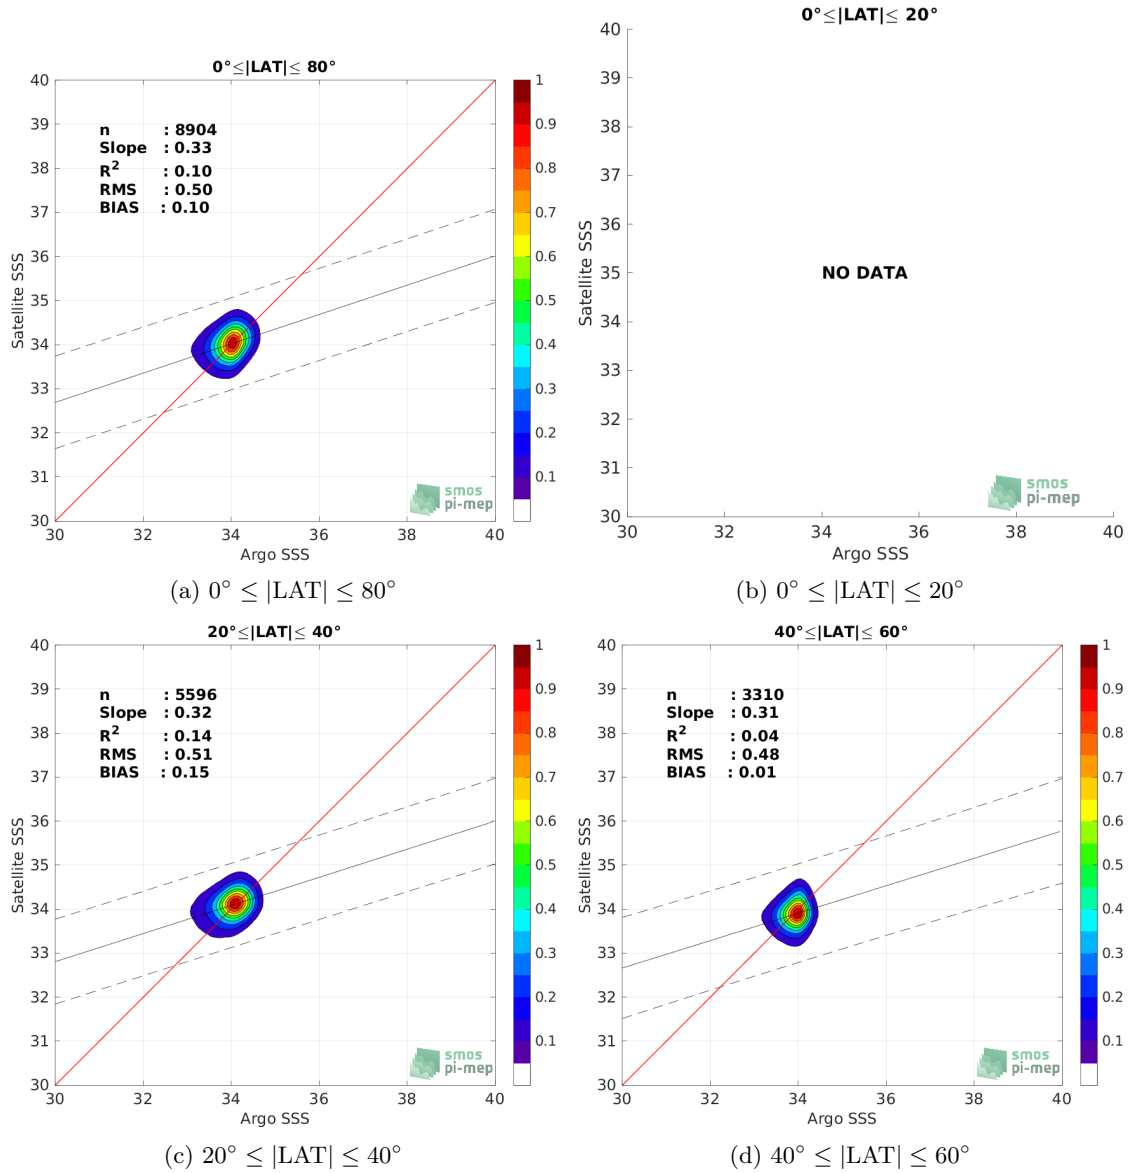 0°≤|LAT|≤ 80°
40
39
38
37
36
35
34
33
32
31
30
Satellite SSS
n : 8904
Slope : 0.33
R² : 0.10
RMS : 0.50
BIAS : 0.10
1
0.9
0.8
0.7
0.6
0.5
0.4
0.3
0.2
0.1
smos
pi-mep
30 32 34 36 38 40
Argo SSS
(a) 0° ≤ |LAT| ≤ 80°
0°≤|LAT|≤ 20°
40
39
38
37
36
35
34
33
32
31
30
Satellite SSS
NO DATA
smos
pi-mep
30 32 34 36 38 40
Argo SSS
(b) 0° ≤ |LAT| ≤ 20°
20°≤|LAT|≤ 40°
40
39
38
37
36
35
34
33
32
31
30
Satellite SSS
n : 5596
Slope : 0.32
R² : 0.14
RMS : 0.51
BIAS : 0.15
1
0.9
0.8
0.7
0.6
0.5
0.4
0.3
0.2
0.1
smos
pi-mep
30 32 34 36 38 40
Argo SSS
(c) 20° ≤ |LAT| ≤ 40°
40°≤|LAT|≤ 60°
40
39
38
37
36
35
34
33
32
31
30
Satellite SSS
n : 3310
Slope : 0.31
R² : 0.04
RMS : 0.48
BIAS : 0.01
1
0.9
0.8
0.7
0.6
0.5
0.4
0.3
0.2
0.1
smos
pi-mep
30 32 34 36 38 40
Argo SSS
(d) 40° ≤ |LAT| ≤ 60°